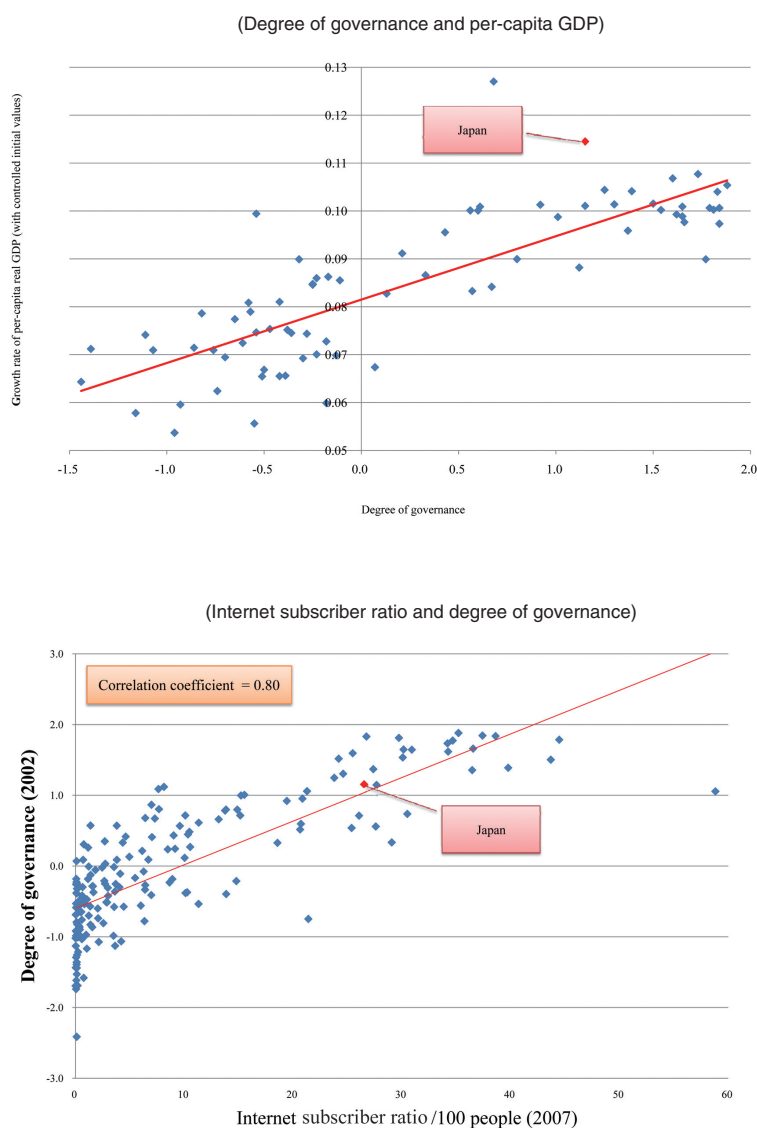 (Degree of governance and per-capita GDP)
Growth rate of per-capita real GDP (with controlled initial values)
0.13
0.12
0.11
0.10
0.09
0.08
0.07
0.06
0.05
Japan
-1.5 -1.0 -0.5 0.0 0.5 1.0 1.5 2.0
Degree of governance
(Internet subscriber ratio and degree of governance)
Degree of governance (2002)
3.0
2.0
1.0
0.0
-1.0
-2.0
-3.0
Correlation coefficient = 0.80
Japan
0 10 20 30 40 50 60
Internet subscriber ratio /100 people (2007)